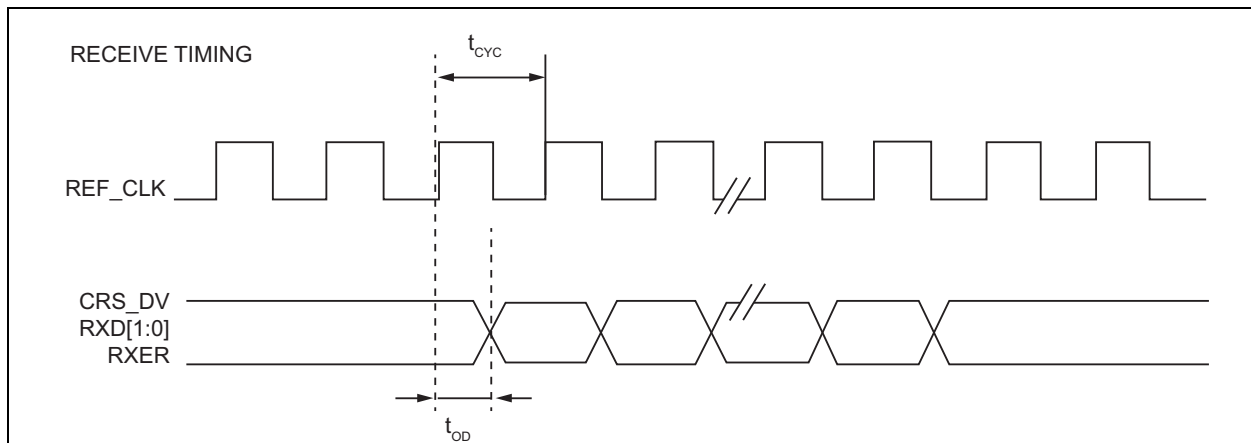 RECEIVE TIMING
tCYC
REF_CLK
CRS_DV
RXD[1:0]
RXER
tOD